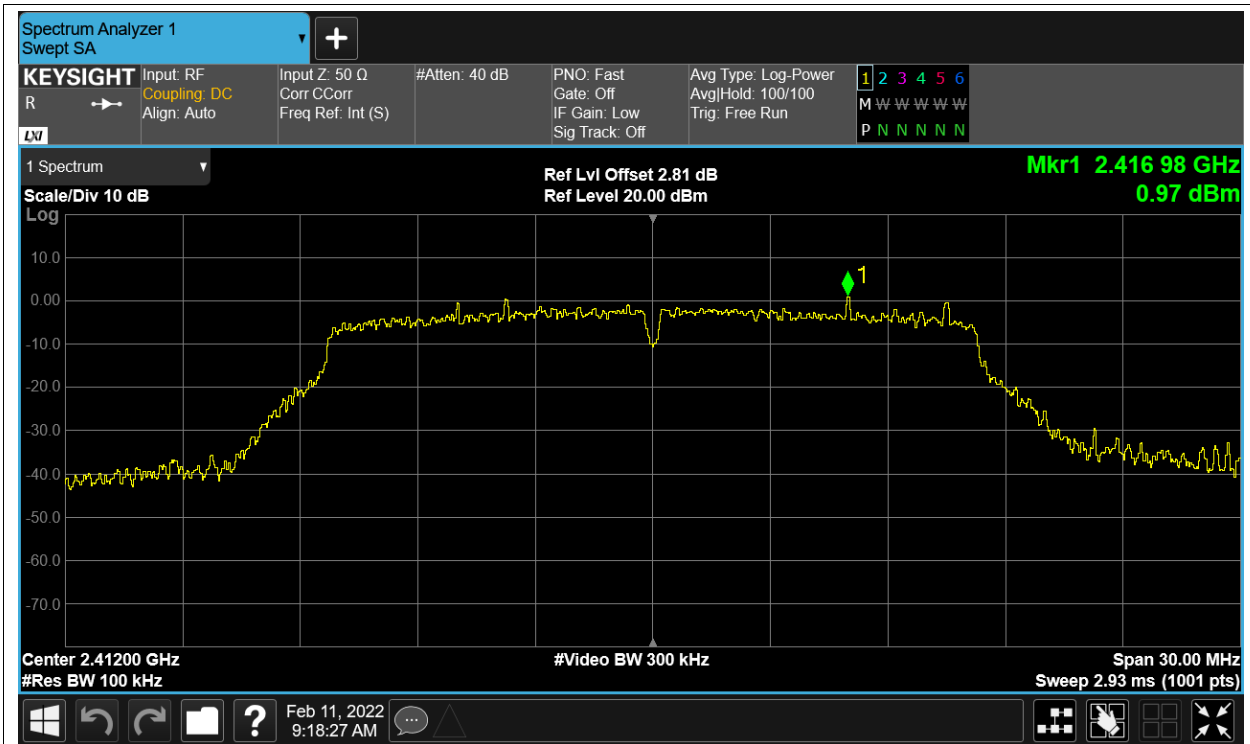 Spectrum Analyzer 1
Swept SA
KEYSIGHT
R
LXI
Input: RF
Coupling: DC
Align: Auto
Input Z: 50 Ω
Corr CCorr
Freq Ref: Int (S)
#Atten: 40 dB
PNO: Fast
Gate: Off
IF Gain: Low
Sig Track: Off
Avg Type: Log-Power
Avg|Hold: 100/100
Trig: Free Run
1 2 3 4 5 6
M W W W W W
P N N N N N
1 Spectrum
Scale/Div 10 dB
Ref Lvl Offset 2.81 dB
Ref Level 20.00 dBm
Mkr1 2.416 98 GHz
0.97 dBm
Log
10.0
0.00
-10.0
-20.0
-30.0
-40.0
-50.0
-60.0
-70.0
1
Center 2.41200 GHz
#Res BW 100 kHz
#Video BW 300 kHz
Span 30.00 MHz
Sweep 2.93 ms (1001 pts)
?
Feb 11, 2022
9:18:27 AM